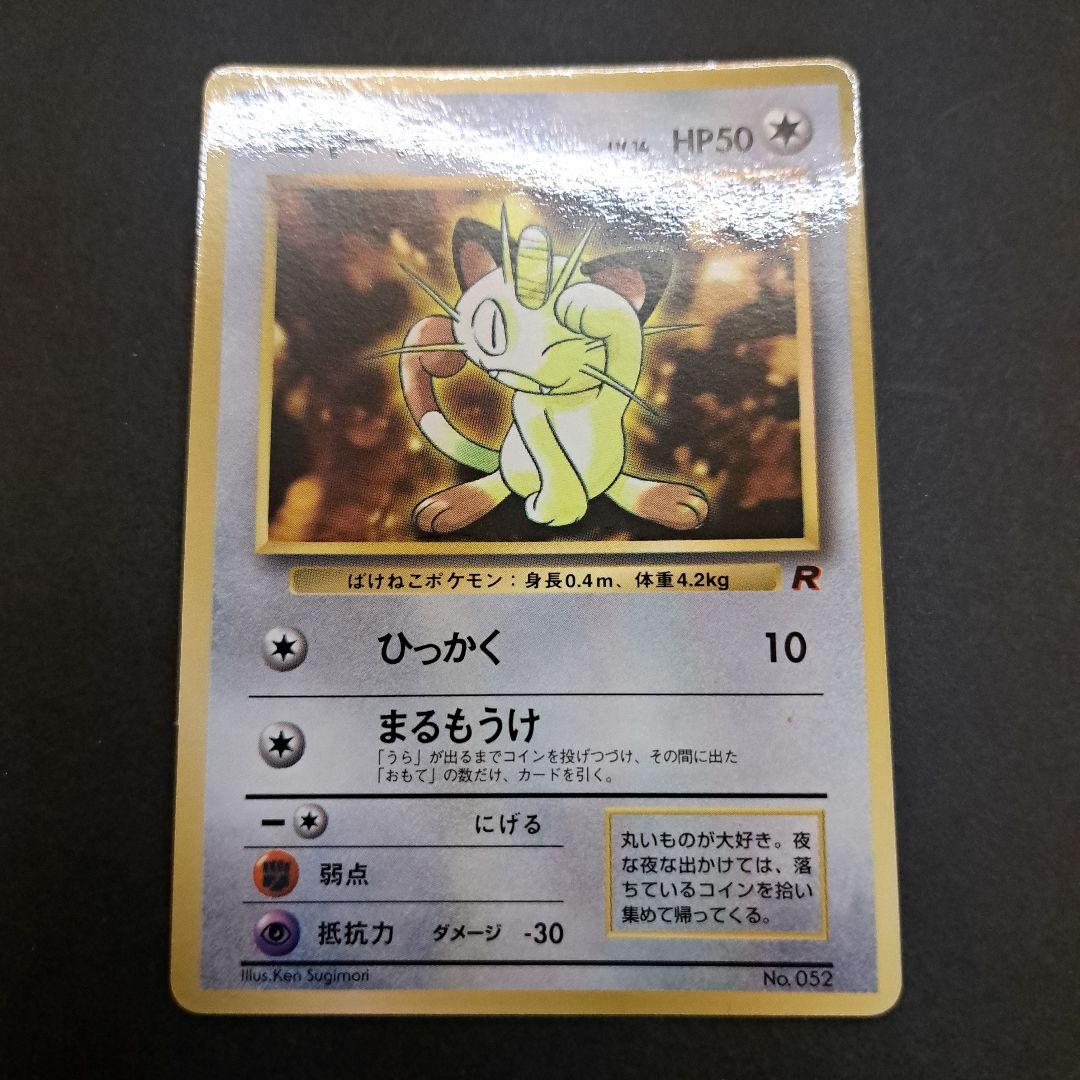 LV.14 HP50
ばけねこポケモン：身長0.4m、体重4.2kg R
ひっかく 10
まるもうけ
「うら」が出るまでコインを投げつづけ、その間に出た
「おもて」の数だけ、カードを引く。
にげる
弱点
抵抗力 ダメージ -30
丸いものが大好き。夜
な夜な出かけては、落
ちているコインを拾い
集めて帰ってくる。
Illus.Ken Sugimori No.052